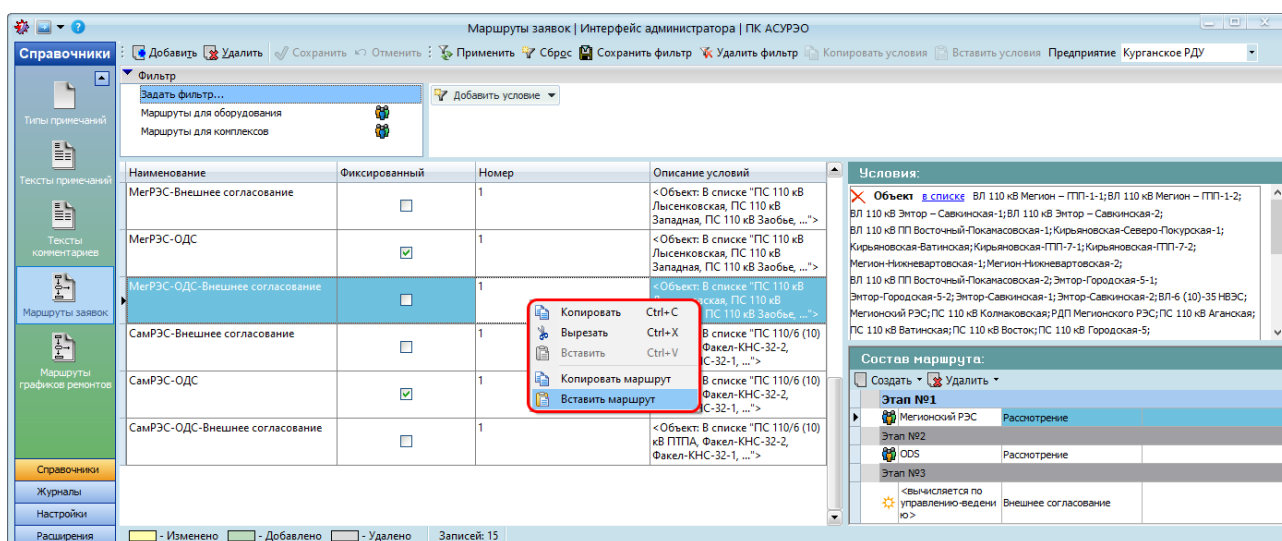 Маршруты заявок | Интерфейс администратора | ПК АСУРЭО
Справочники
Добавить Удалить Сохранить Отменить Применить Сброс Сохранить фильтр Удалить фильтр Копировать условия Вставить условия Предприятие Курганское РДУ
Фильтр
Задать фильтр...
Маршруты для оборудования
Маршруты для комплексов
Добавить условие
Типы примечаний
Тексты примечаний
Тексты
комментариев
Маршруты заявок
Маршруты
графиков ремонтов
Справочники
Журналы
Настройки
Расширения
Наименование Фиксированный Номер Описание условий
МегРЭС-Внешнее согласование 1 <Объект: В списке "ПС 110 кВ
Лысенковская, ПС 110 кВ
Западная, ПС 110 кВ Заобье, ...">
МегРЭС-ОДС 1 <Объект: В списке "ПС 110 кВ
Лысенковская, ПС 110 кВ
Западная, ПС 110 кВ Заобье, ...">
МегРЭС-ОДС-Внешнее согласование 1 <Объект: В списке "ПС 110 кВ
вская, ПС 110 кВ
ПС 110 кВ Заобье, ...">
СамРЭС-Внешнее согласование 1 В списке "ПС 110/6 (10)
Факел-КНС-32-2,
НС-32-1, ...">
СамРЭС-ОДС 1 В списке "ПС 110/6 (10)
Факел-КНС-32-2,
НС-32-1, ...">
СамРЭС-ОДС-Внешнее согласование 1 <Объект: В списке "ПС 110/6 (10)
кВ ПТПА, Факел-КНС-32-2,
Факел-КНС-32-1, ...">
Копировать Ctrl+C
Вырезать Ctrl+X
Вставить Ctrl+V
Копировать маршрут
Вставить маршрут
Условия:
Объект в списке ВЛ 110 кВ Мегион – ГПП-1-1;ВЛ 110 кВ Мегион – ГПП-1-2;
ВЛ 110 кВ Эмтор – Савкинская-1;ВЛ 110 кВ Эмтор – Савкинская-2;
ВЛ 110 кВ ПП Восточный-Покамасовская-1;Кирьяновская-Северо-Покурская-1;
Кирьяновская-Ватинская;Кирьяновская-ГПП-7-1;Кирьяновская-ГПП-7-2;
Мегион-Нижневартовская-1;Мегион-Нижневартовская-2;
ВЛ 110 кВ ПП Восточный-Покамасовская-2;Эмтор-Городская-5-1;
Эмтор-Городская-5-2;Эмтор-Савкинская-1;Эмтор-Савкинская-2;ВЛ-6 (10)-35 НВЭС;
Мегионский РЭС;ПС 110 кВ Колмаковская;РДП Мегионского РЭС;ПС 110 кВ Аганская;
ПС 110 кВ Ватинская;ПС 110 кВ Восток;ПС 110 кВ Городская-5;
Состав маршрута:
Создать Удалить
Этап №1
Мегионский РЭС Рассмотрение
Этап №2
ODS Рассмотрение
Этап №3
<вычисляется по
управлению-ведени
ю> Внешнее согласование
- Изменено - Добавлено - Удалено Записей: 15